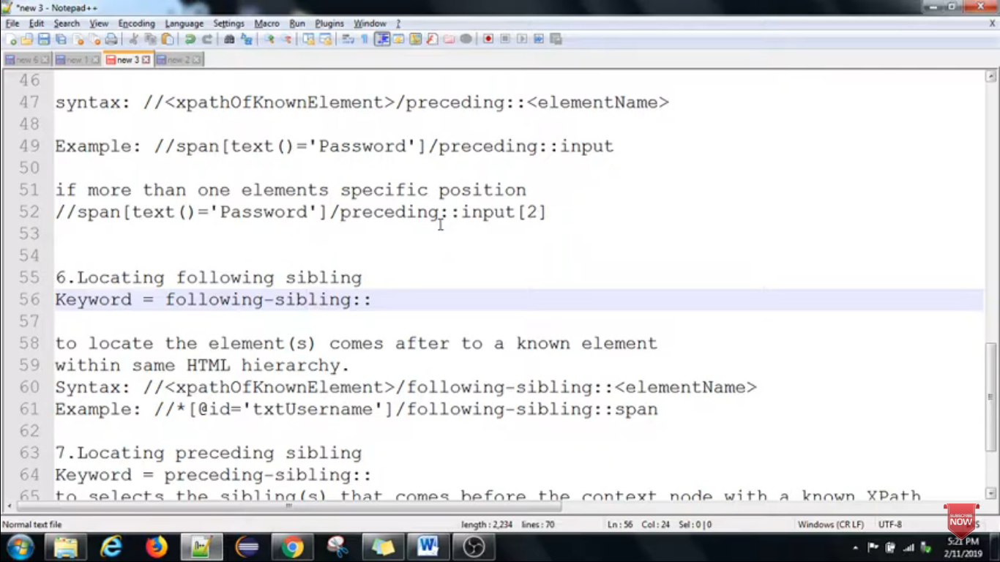 *new 3 - Notepad++
File Edit Search View Encoding Language Settings Macro Run Plugins Window ? X
new 6 new 1 new 3 new 2
46
47 syntax: //<xpathOfKnownElement>/preceding::<elementName>
48
49 Example: //span[text()='Password']/preceding::input
50
51 if more than one elements specific position
52 //span[text()='Password']/preceding::input[2]
53
54
55 6.Locating following sibling
56 Keyword = following-sibling::
57
58 to locate the element(s) comes after to a known element
59 within same HTML hierarchy.
60 Syntax: //<xpathOfKnownElement>/following-sibling::<elementName>
61 Example: //*[@id='txtUsername']/following-sibling::span
62
63 7.Locating preceding sibling
64 Keyword = preceding-sibling::
65 to selects the sibling(s) that comes before the context node with a known XPath
Normal text file length : 2,234 lines : 70 Ln : 56 Col : 24 Sel : 0 | 0 Windows (CR LF) UTF-8
SUBSCRIBE
NOW
5:21 PM
2/11/2019